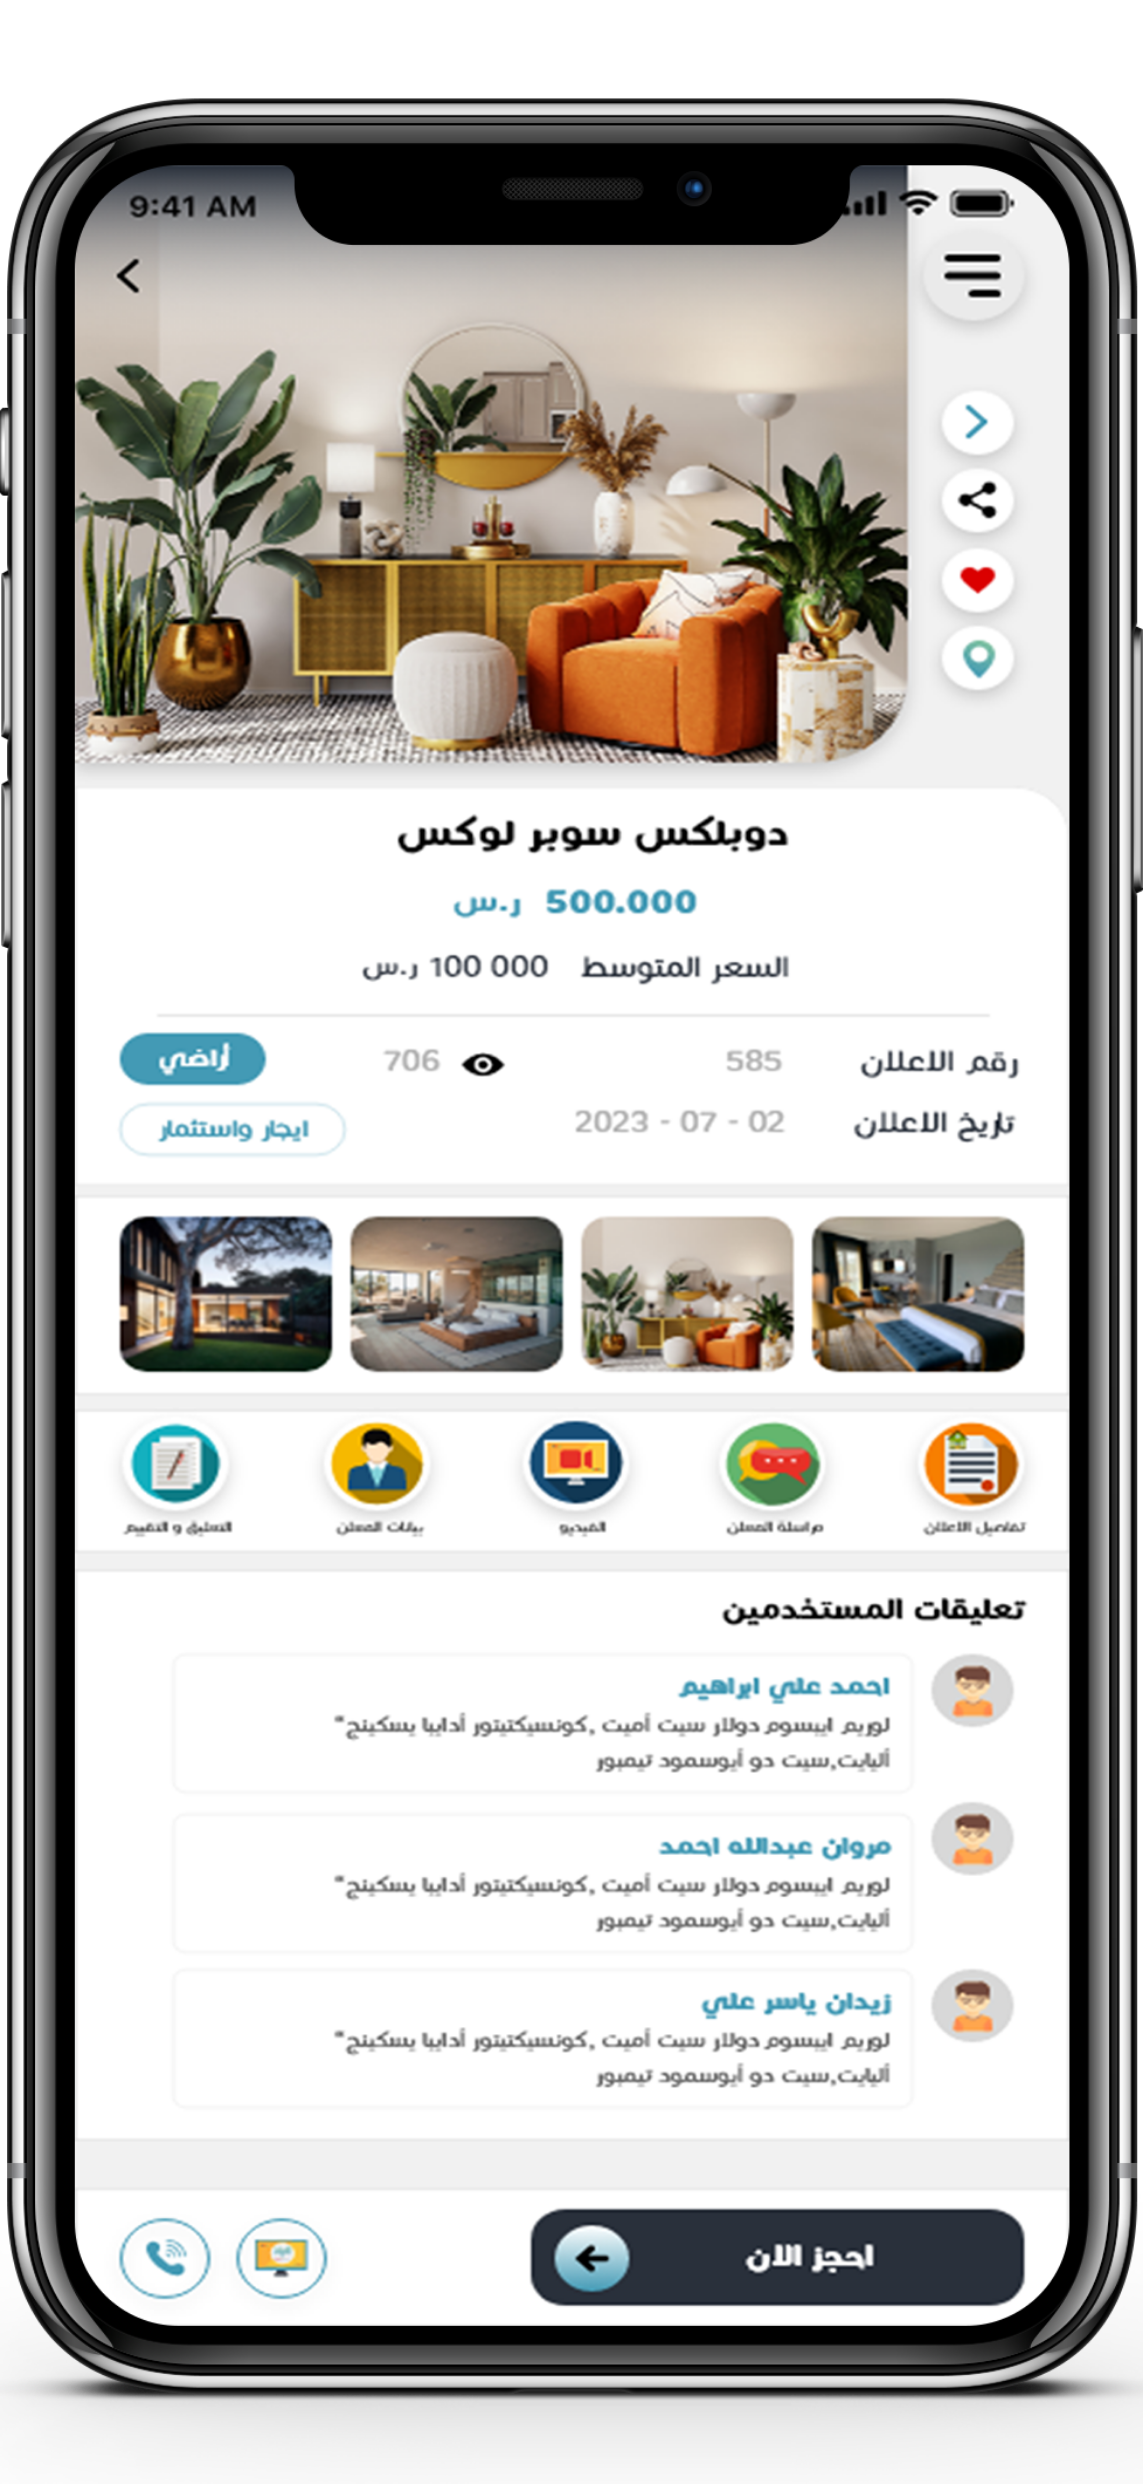 9:41 AM
دوبلكس سوبر لوكس
500.000 ر.س
السعر المتوسط 100 000 ر.س
رقم الاعلان 585 706 أراضي
تاريخ الاعلان 02 - 07 - 2023 ايجار واستثمار
تفاصيل الاعلان مراسلة المعلن الفيديو بيانات المعلن التعليق و التقييم
تعليقات المستخدمين
احمد علي ابراهيم
لوريم ايبسوم دولار سيت أميت ,كونسيكتيتور أدايبا يسكينج"
أليايت,سيت دو أيوسمود تيمبور
مروان عبدالله احمد
لوريم ايبسوم دولار سيت أميت ,كونسيكتيتور أدايبا يسكينج"
أليايت,سيت دو أيوسمود تيمبور
زيدان ياسر علي
لوريم ايبسوم دولار سيت أميت ,كونسيكتيتور أدايبا يسكينج"
أليايت,سيت دو أيوسمود تيمبور
احجز الان